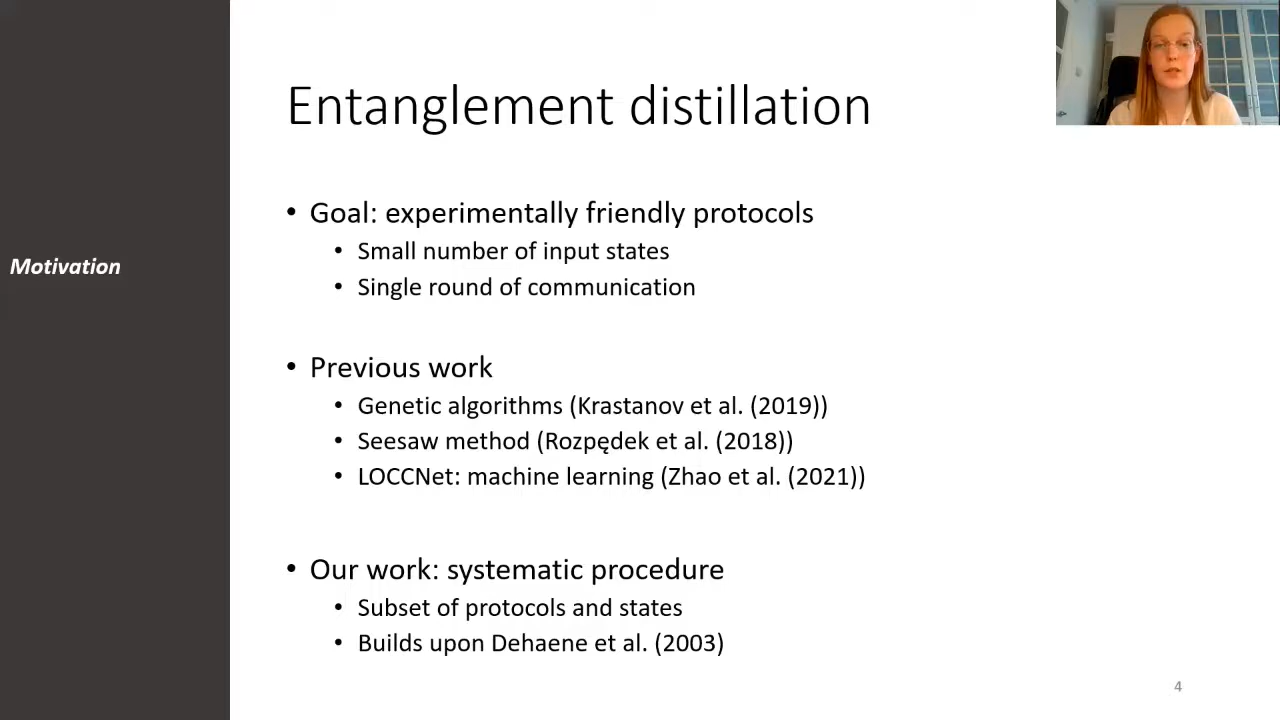 Entanglement distillation
• Goal: experimentally friendly protocols
• Small number of input states
• Single round of communication
Motivation
• Previous work
• Genetic algorithms (Krastanov et al. (2019))
• Seesaw method (Rozpędek et al. (2018))
• LOCCNet: machine learning (Zhao et al. (2021))
• Our work: systematic procedure
• Subset of protocols and states
• Builds upon Dehaene et al. (2003)
4